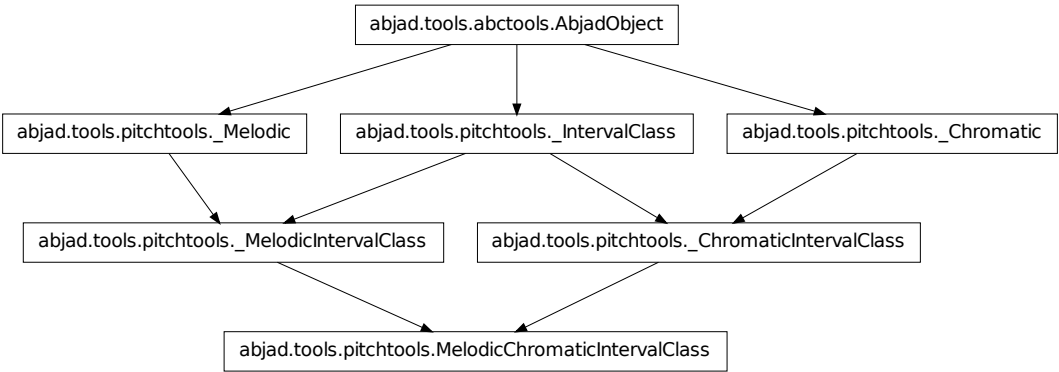 abjad.tools.abctools.AbjadObject
abjad.tools.pitchtools._Melodic
abjad.tools.pitchtools._IntervalClass
abjad.tools.pitchtools._Chromatic
abjad.tools.pitchtools._MelodicIntervalClass
abjad.tools.pitchtools._ChromaticIntervalClass
abjad.tools.pitchtools.MelodicChromaticIntervalClass